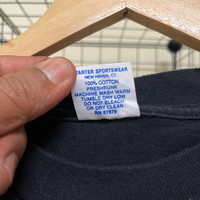 STARTER SPORTSWEAR
NEW HAVEN, CT
100% COTTON
PRESHRUNK
MACHINE WASH WARM
TUMBLE DRY LOW
DO NOT BLEACH
OR DRY CLEAN
RN 57879